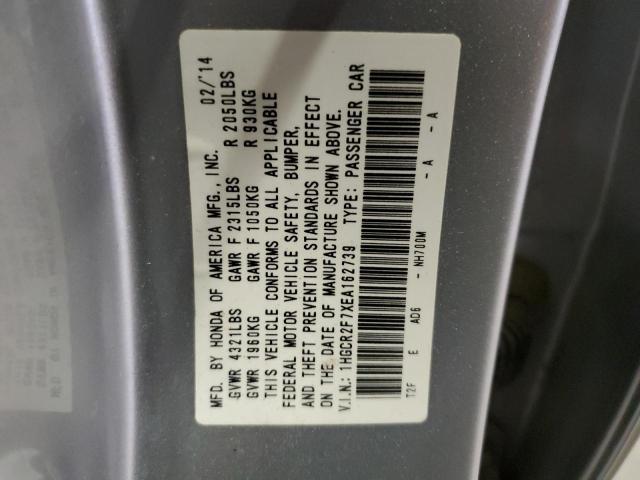 MFD. BY HONDA OF AMERICA MFG., INC. 02/'14
GVWR 4321LBS GAWR F 2315LBS R 2050LBS
GVWR 1960KG GAWR F 1050KG R 930KG
THIS VEHICLE CONFORMS TO ALL APPLICABLE
FEDERAL MOTOR VEHICLE SAFETY, BUMPER,
AND THEFT PREVENTION STANDARDS IN EFFECT
ON THE DATE OF MANUFACTURE SHOWN ABOVE.
V.I.N.: 1HGCR2F7XEA162739 TYPE: PASSENGER CAR
T2F E AD6 - NH700M - A - A